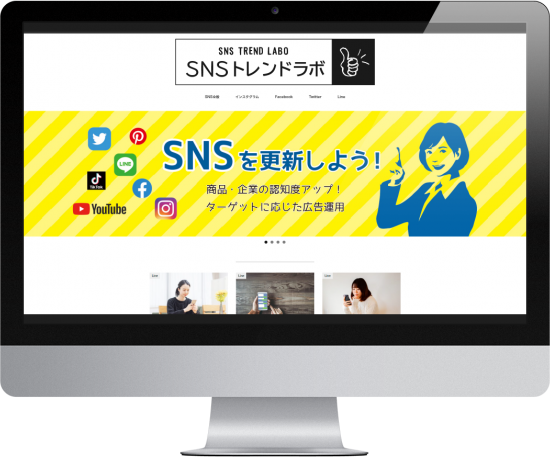 SNS TREND LABO
SNSトレンドラボ
SNS全般 インスタグラム Facebook Twitter Line
SNSを更新しよう！
LINE
商品・企業の認知度アップ！
TikTok
ターゲットに応じた広告運用
YouTube
Line Line Line